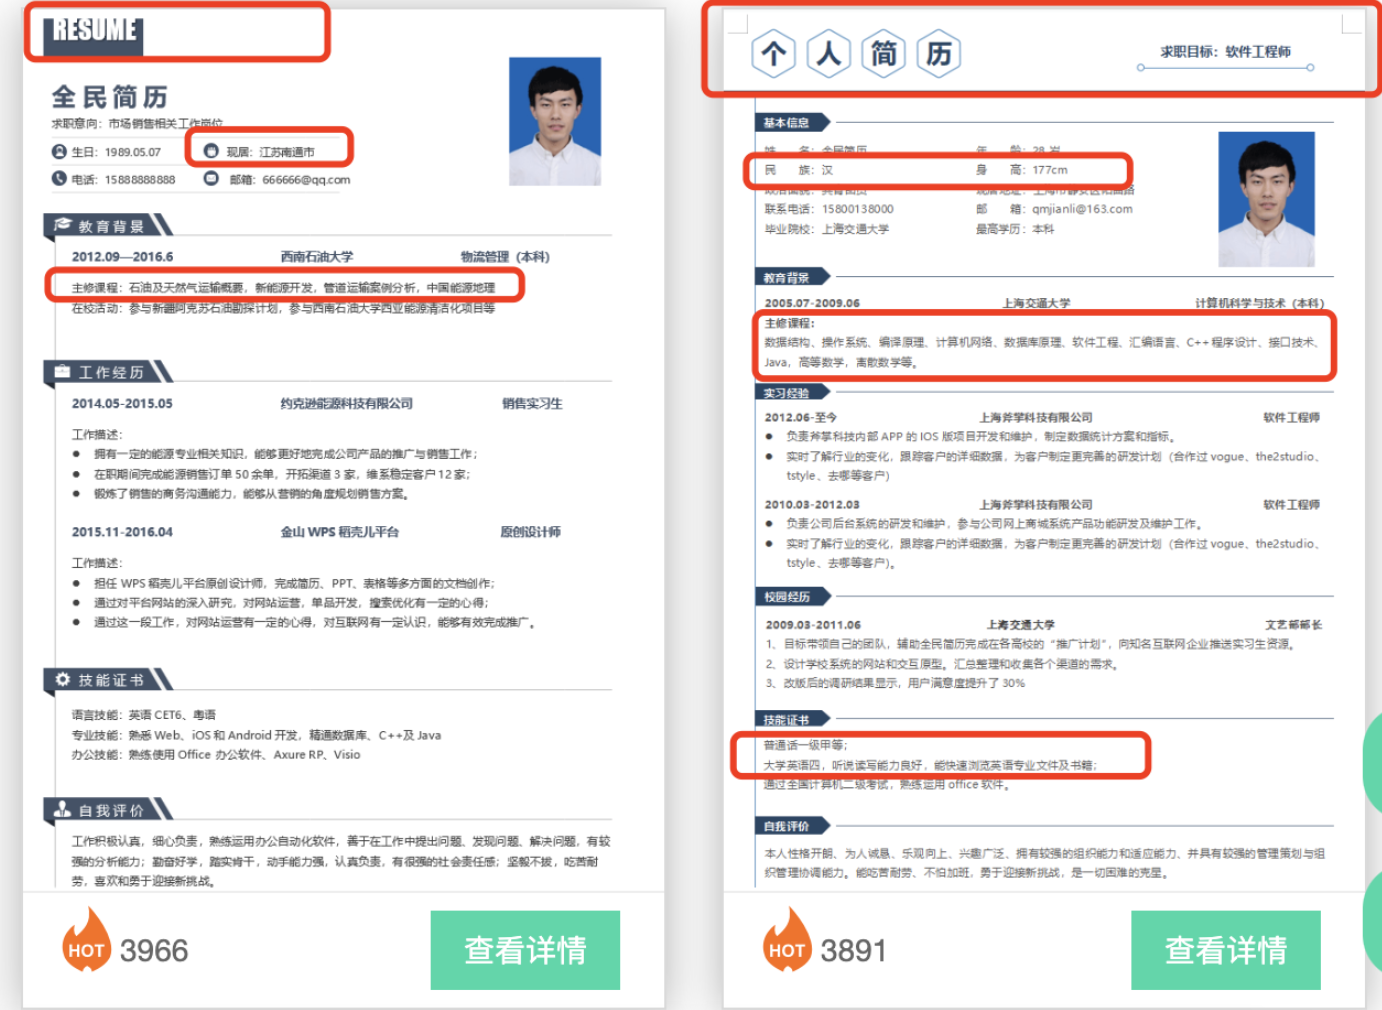 RESUME
全民简历
求职意向：市场销售相关工作岗位
生日：1989.05.07 现居：江苏南通市
电话：15888888888 邮箱：666666@qq.com
教育背景
2012.09—2016.6 西南石油大学 物流管理（本科）
主修课程：石油及天然气运输概要，新能源开发，管道运输案例分析，中国能源地理
在校活动：参与新疆阿克苏石油勘探计划，参与西南石油大学西亚能源清洁化项目等
工作经历
2014.05-2015.05 约克逊能源科技有限公司 销售实习生
工作描述：
● 拥有一定的能源专业相关知识，能够更好地完成公司产品的推广与销售工作；
● 在职期间完成能源销售订单 50 余单，开拓渠道 3 家，维系稳定客户 12 家；
● 锻炼了销售的商务沟通能力，能够从营销的角度规划销售方案。
2015.11-2016.04 金山 WPS 稻壳儿平台 原创设计师
工作描述：
● 担任 WPS 稻壳儿平台原创设计师，完成简历、PPT、表格等多方面的文档创作；
● 通过对平台网站的深入研究，对网站运营，单品开发，搜索优化有一定的心得；
● 通过这一段工作，对网站运营有一定的心得，对互联网有一定认识，能够有效完成推广。
技能证书
语言技能：英语 CET6、粤语
专业技能：熟悉 Web、iOS 和 Android 开发，精通数据库、C++及 Java
办公技能：熟练使用 Office 办公软件、Axure RP、Visio
自我评价
工作积极认真，细心负责，熟练运用办公自动化软件，善于在工作中提出问题、发现问题、解决问题，有较
强的分析能力；勤奋好学，踏实肯干，动手能力强，认真负责，有很强的社会责任感；坚毅不拔，吃苦耐
劳，喜欢和勇于迎接新挑战。
HOT 3966 查看详情
个人简历
求职目标：软件工程师
基本信息
姓 名：全民简历 年 龄：28 岁
民 族：汉 身 高：177cm
政治面貌：共青团员 现居地址：上海市静安区
联系电话：15800138000 邮 箱：qmjianli@163.com
毕业院校：上海交通大学 最高学历：本科
教育背景
2005.07-2009.06 上海交通大学 计算机科学与技术（本科）
主修课程：
数据结构、操作系统、编译原理、计算机网络、数据库原理、软件工程、汇编语言、C++ 程序设计、接口技术、
Java，高等数学，离散数学等。
实习经验
2012.06-至今 上海斧掌科技有限公司 软件工程师
● 负责斧掌科技内部 APP 的 IOS 版项目开发和维护，制定数据统计方案和指标。
● 实时了解行业的变化，跟踪客户的详细数据，为客户制定更完善的研发计划（合作过 vogue、the2studio、
tstyle、去哪等客户）
2010.03-2012.03 上海斧掌科技有限公司 软件工程师
● 负责公司后台系统的研发和维护，参与公司网上商城系统产品功能研发及维护工作。
● 实时了解行业的变化，跟踪客户的详细数据，为客户制定更完善的研发计划（合作过 vogue、the2studio、
tstyle、去哪等客户）。
校园经历
2009.03-2011.06 上海交通大学 文艺部部长
1、目标带领自己的团队，辅助全民简历完成在各高校的“推广计划”，向知名互联网企业推送实习生资源。
2、设计学校系统的网站和交互原型。汇总整理和收集各个渠道的需求。
3、改版后的调研结果显示，用户满意度提升了 30%
技能证书
普通话一级甲等；
大学英语四，听说读写能力良好，能快速浏览英语专业文件及书籍；
通过全国计算机二级考试，熟练运用 office 软件。
自我评价
本人性格开朗、为人诚恳、乐观向上、兴趣广泛、拥有较强的组织能力和适应能力、并具有较强的管理策划与组
织管理协调能力。能吃苦耐劳、不怕加班，勇于迎接新挑战，是一切困难的克星。
HOT 3891 查看详情